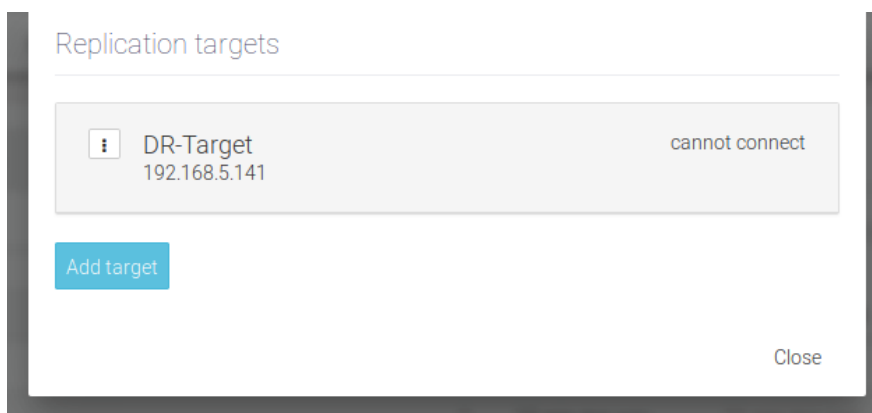 Replication targets
DR-Target
cannot connect
192.168.5.141
Add target
Close